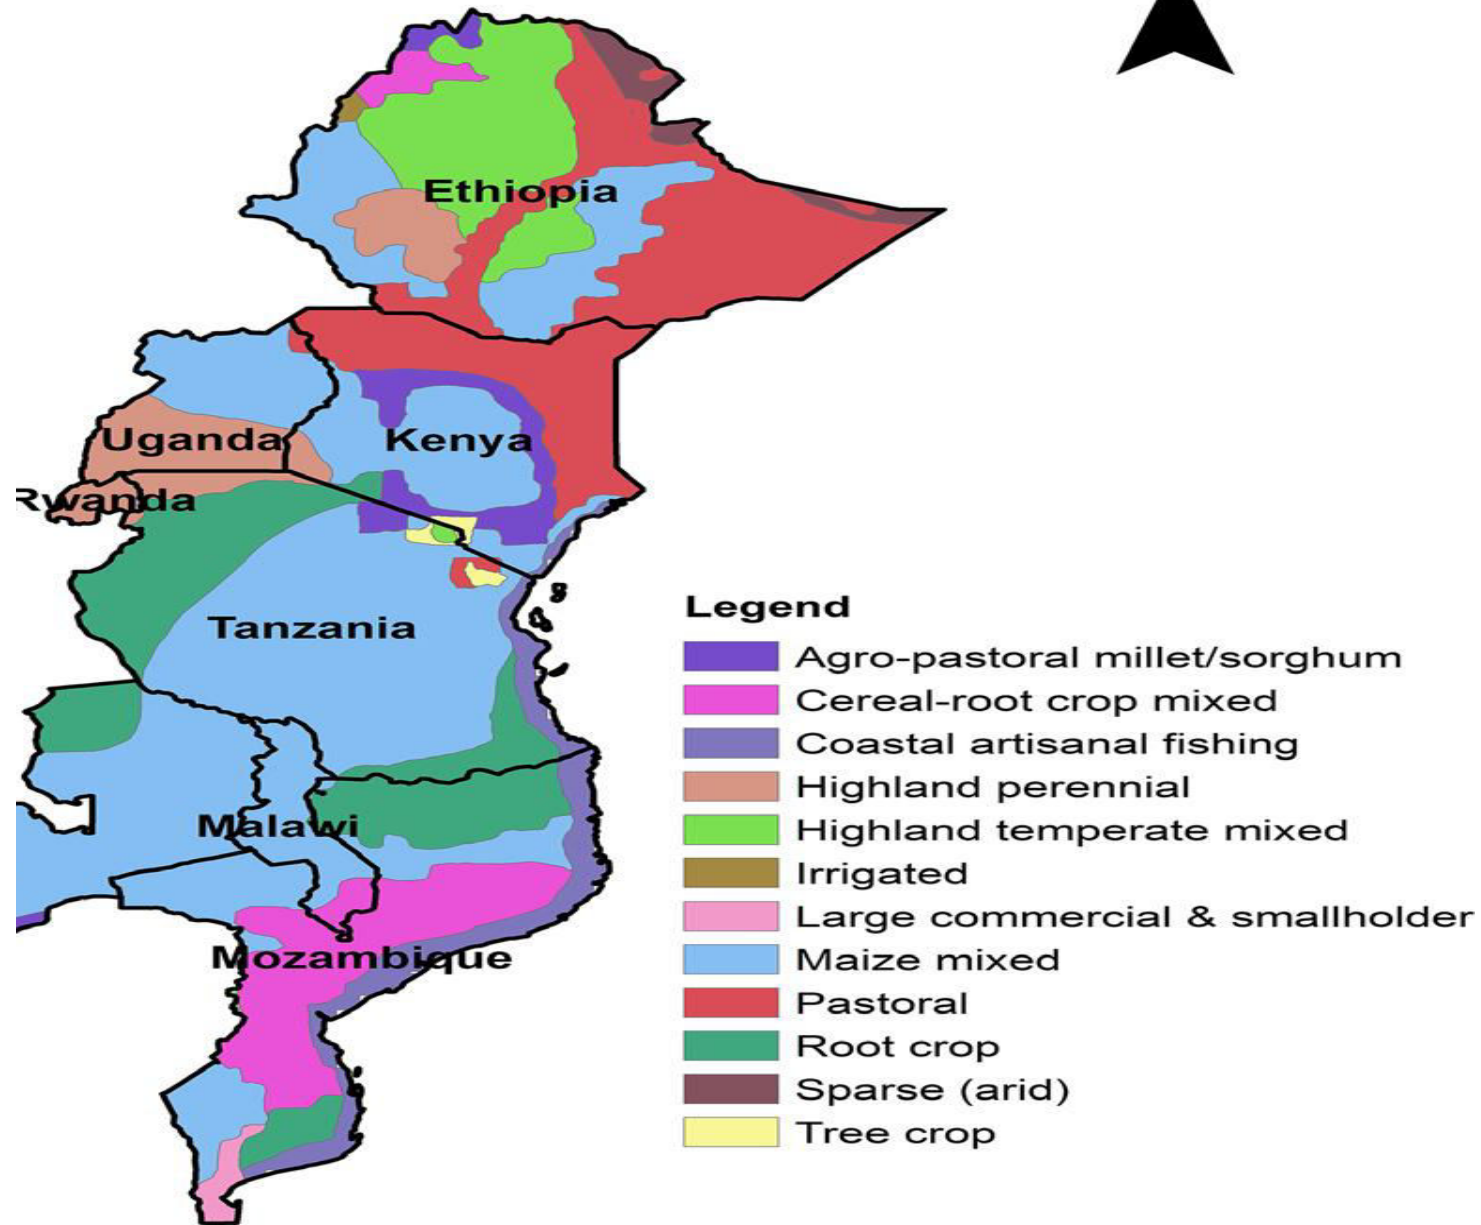 Ethiopia
Uganda
Kenya
Rwanda
Tanzania
Malawi
Mozambique
Legend
Agro-pastoral millet/sorghum
Cereal-root crop mixed
Coastal artisanal fishing
Highland perennial
Highland temperate mixed
Irrigated
Large commercial & smallholder
Maize mixed
Pastoral
Root crop
Sparse (arid)
Tree crop